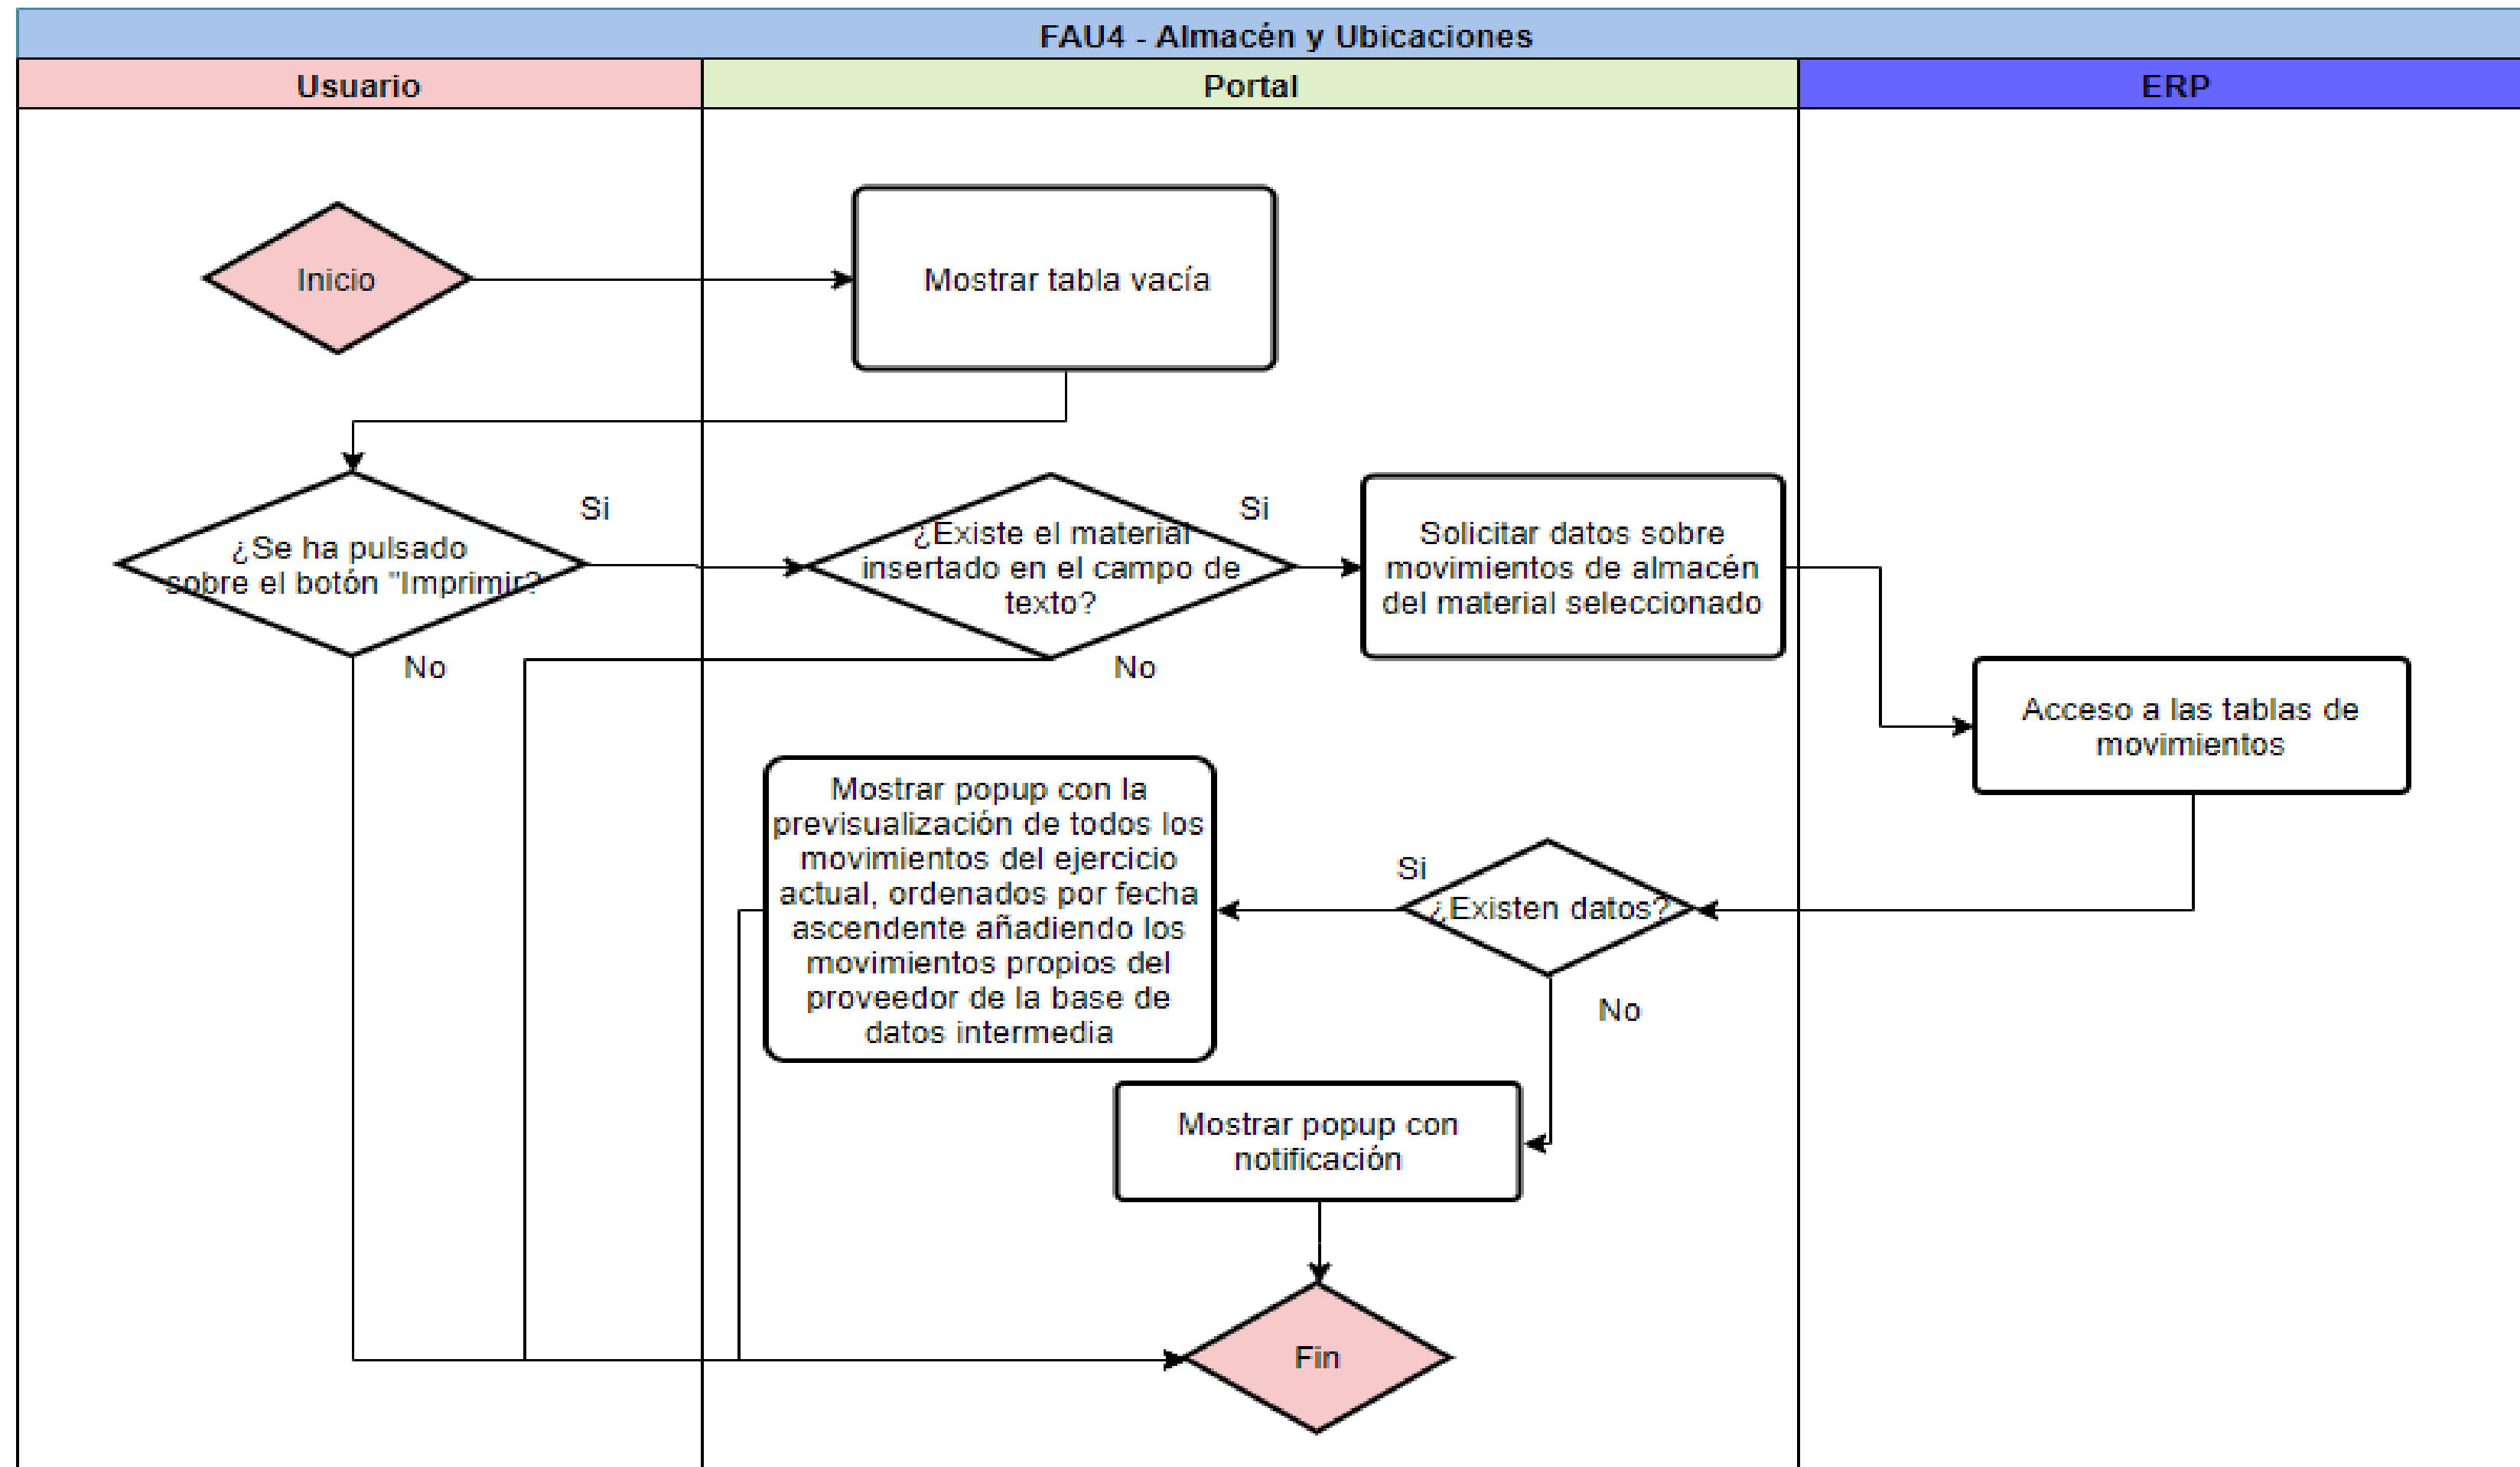 FAU4 - Almacén y Ubicaciones
Usuario
Portal
ERP
Inicio
Mostrar tabla vacía
¿Se ha pulsado
sobre el botón "Imprimir?
Si
No
¿Existe el material
insertado en el campo de
texto?
Si
No
Solicitar datos sobre
movimientos de almacén
del material seleccionado
Acceso a las tablas de
movimientos
¿Existen datos?
Si
No
Mostrar popup con la
previsualización de todos los
movimientos del ejercicio
actual, ordenados por fecha
ascendente añadiendo los
movimientos propios del
proveedor de la base de
datos intermedia
Mostrar popup con
notificación
Fin